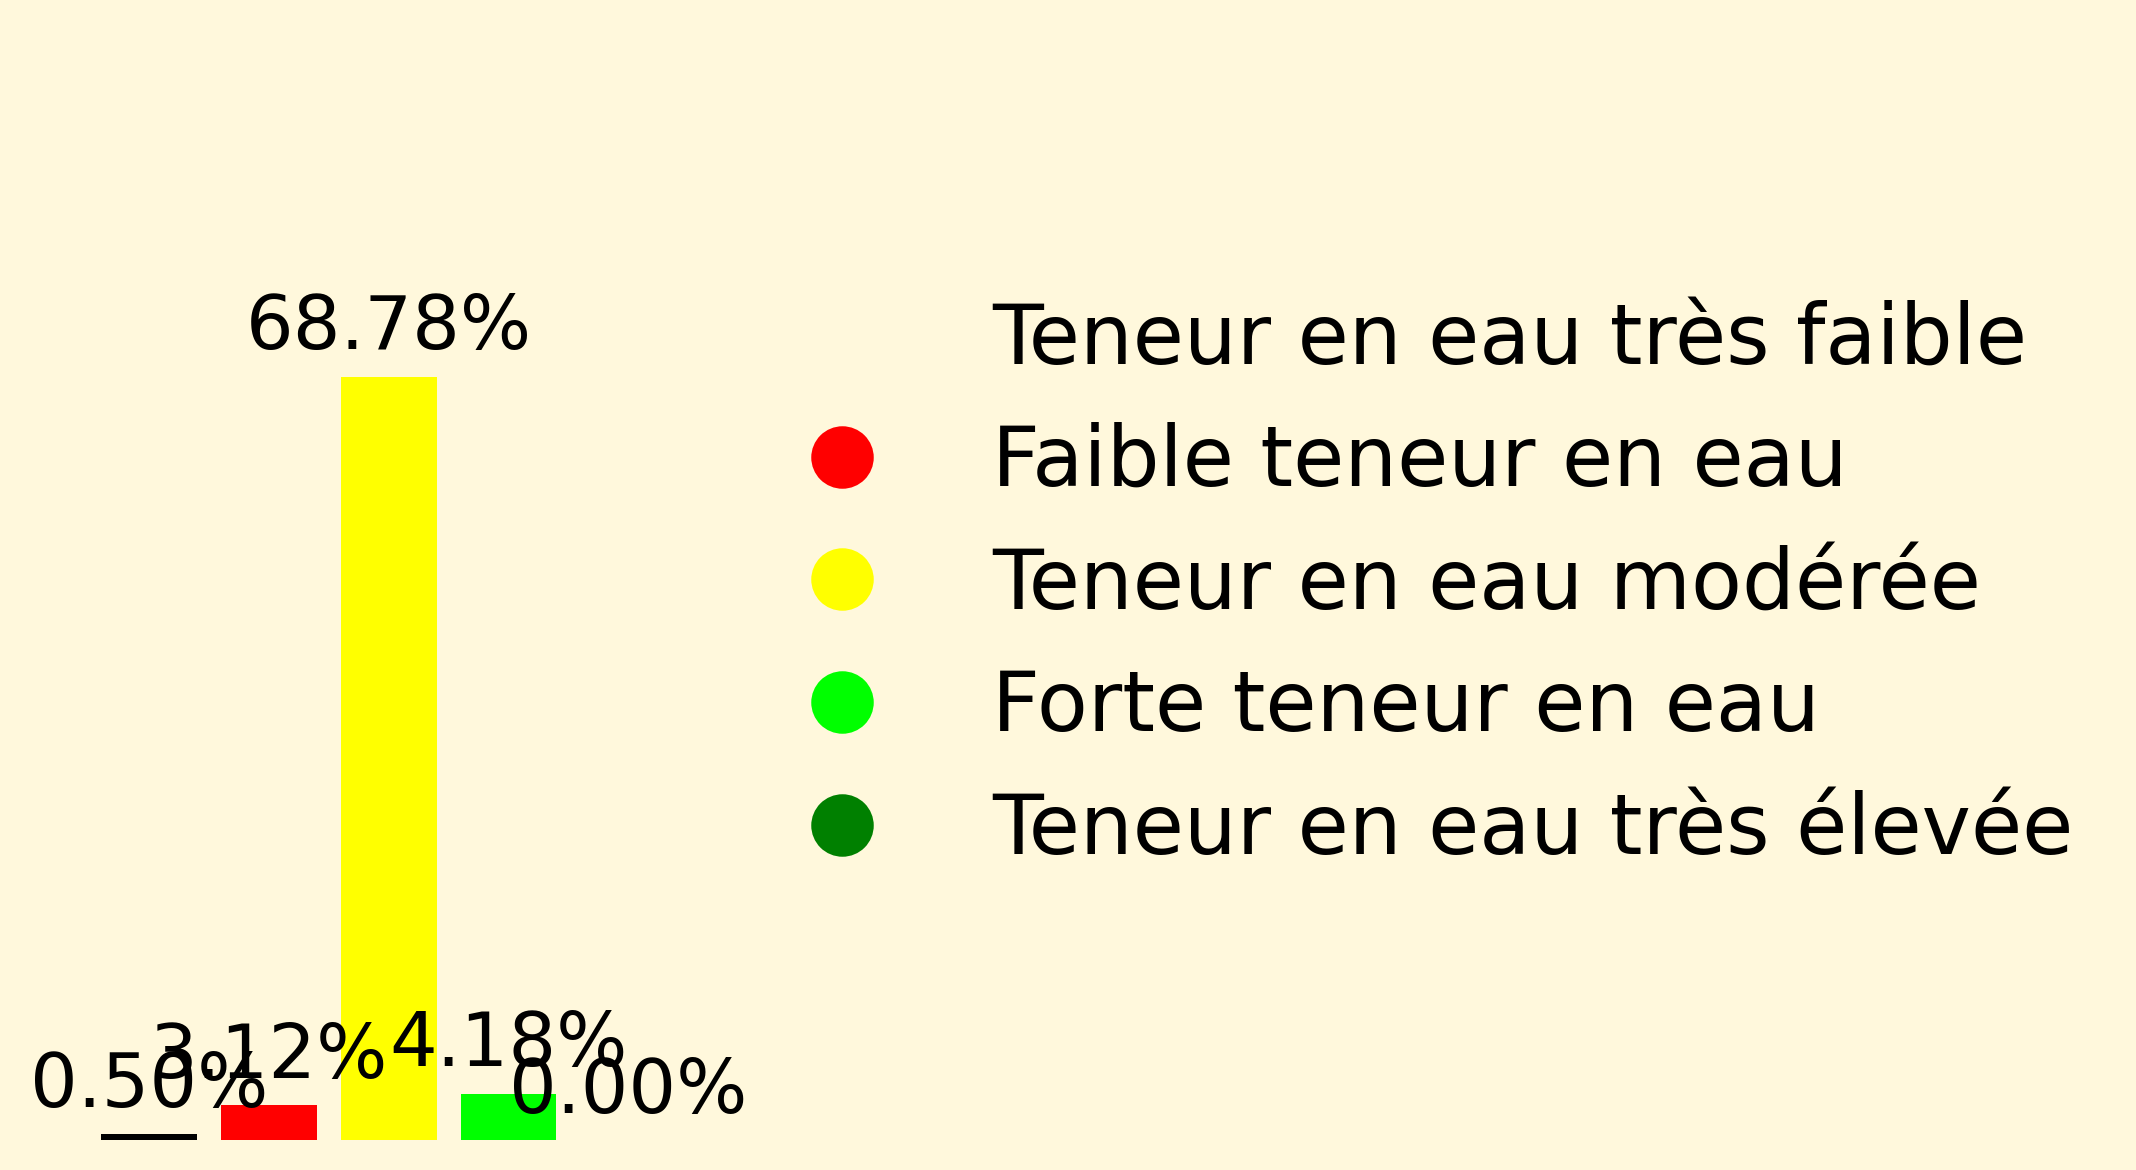 68.78%
3.12%
4.18%
0.50%
0.00%
Teneur en eau très faible
Faible teneur en eau
Teneur en eau modérée
Forte teneur en eau
Teneur en eau très élevée